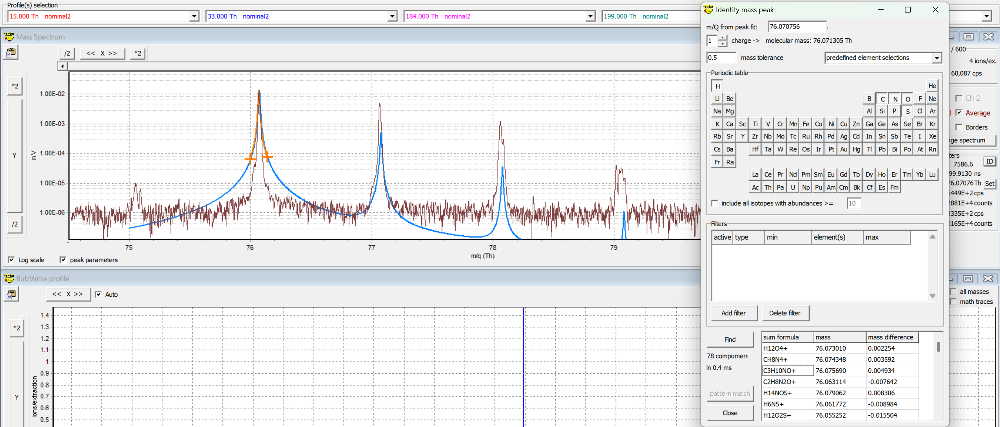 Profile(s) selection
15.000 Th nominal2
33.000 Th nominal2
184.000 Th nominal2
199.000 Th nominal2
Mass Spectrum
/2
<< X >>
*2
*2
Y
/2
mV
1.00E-02
1.00E-03
1.00E-04
1.00E-05
1.00E-06
75 76 77 78 79
m/q (Th)
Log scale
peak parameters
Buf/Write profile
<< X >>
Auto
*2
Y
ions/extraction
1.4
1.3
1.2
1.1
1
0.9
0.8
0.7
0.6
0.5
Identify mass peak
m/Q from peak fit: 76.070756
1 charge -> molecular mass: 76.071305 Th
0.5 mass tolerance
predefined element selections
Periodic table
H He
Li Be B C N O F Ne
Na Mg Al Si P S Cl Ar
K Ca Sc Ti V Cr Mn Fe Co Ni Cu Zn Ga Ge As Se Br Kr
Rb Sr Y Zr Nb Mo Tc Ru Rh Pd Ag Cd In Sn Sb Te I Xe
Cs Ba Hf Ta W Re Os Ir Pt Au Hg Tl Pb Bi Po At Rn
Fr Ra
La Ce Pr Nd Pm Sm Eu Gd Tb Dy Ho Er Tm Yb Lu
Ac Th Pa U Np Pu Am Cm Bk Cf Es Fm
include all isotopes with abundances >= 10
Filters
active type min element(s) max
Add filter
Delete filter
Find
78 compomers
in 0.4 ms
pattern match
Close
sum formula mass mass difference
H12O4+ 76.073010 0.002254
CH8N4+ 76.074348 0.003592
C3H10NO+ 76.075690 0.004934
C2H8N2O+ 76.063114 -0.007642
H14NOS+ 76.079062 0.008306
H6N5+ 76.061772 -0.008984
H12O2S+ 76.055252 -0.015504
/ 600
4 ions/ex.
60,087 cps
Ch 2
Average
Borders
spectrum
7586.6
ID
99.9130 ns
76.07076Th
Set
5449E+2 cps
2881E+4 counts
3335E+2 cps
0165E+4 counts
all masses
math traces